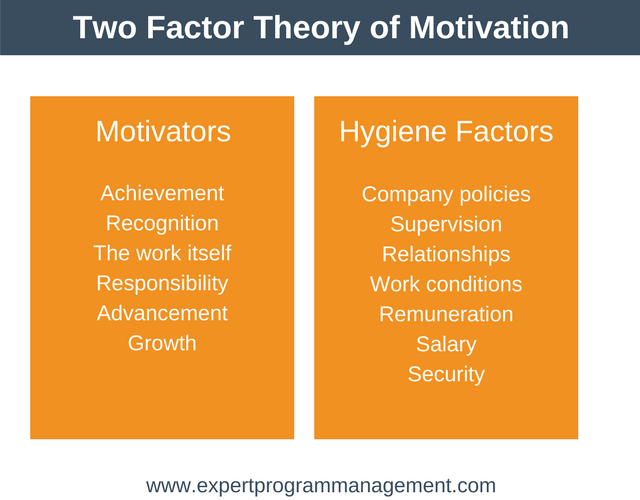 Two Factor Theory of Motivation
Motivators
Achievement
Recognition
The work itself
Responsibility
Advancement
Growth
Hygiene Factors
Company policies
Supervision
Relationships
Work conditions
Remuneration
Salary
Security
www.expertprogrammanagement.com